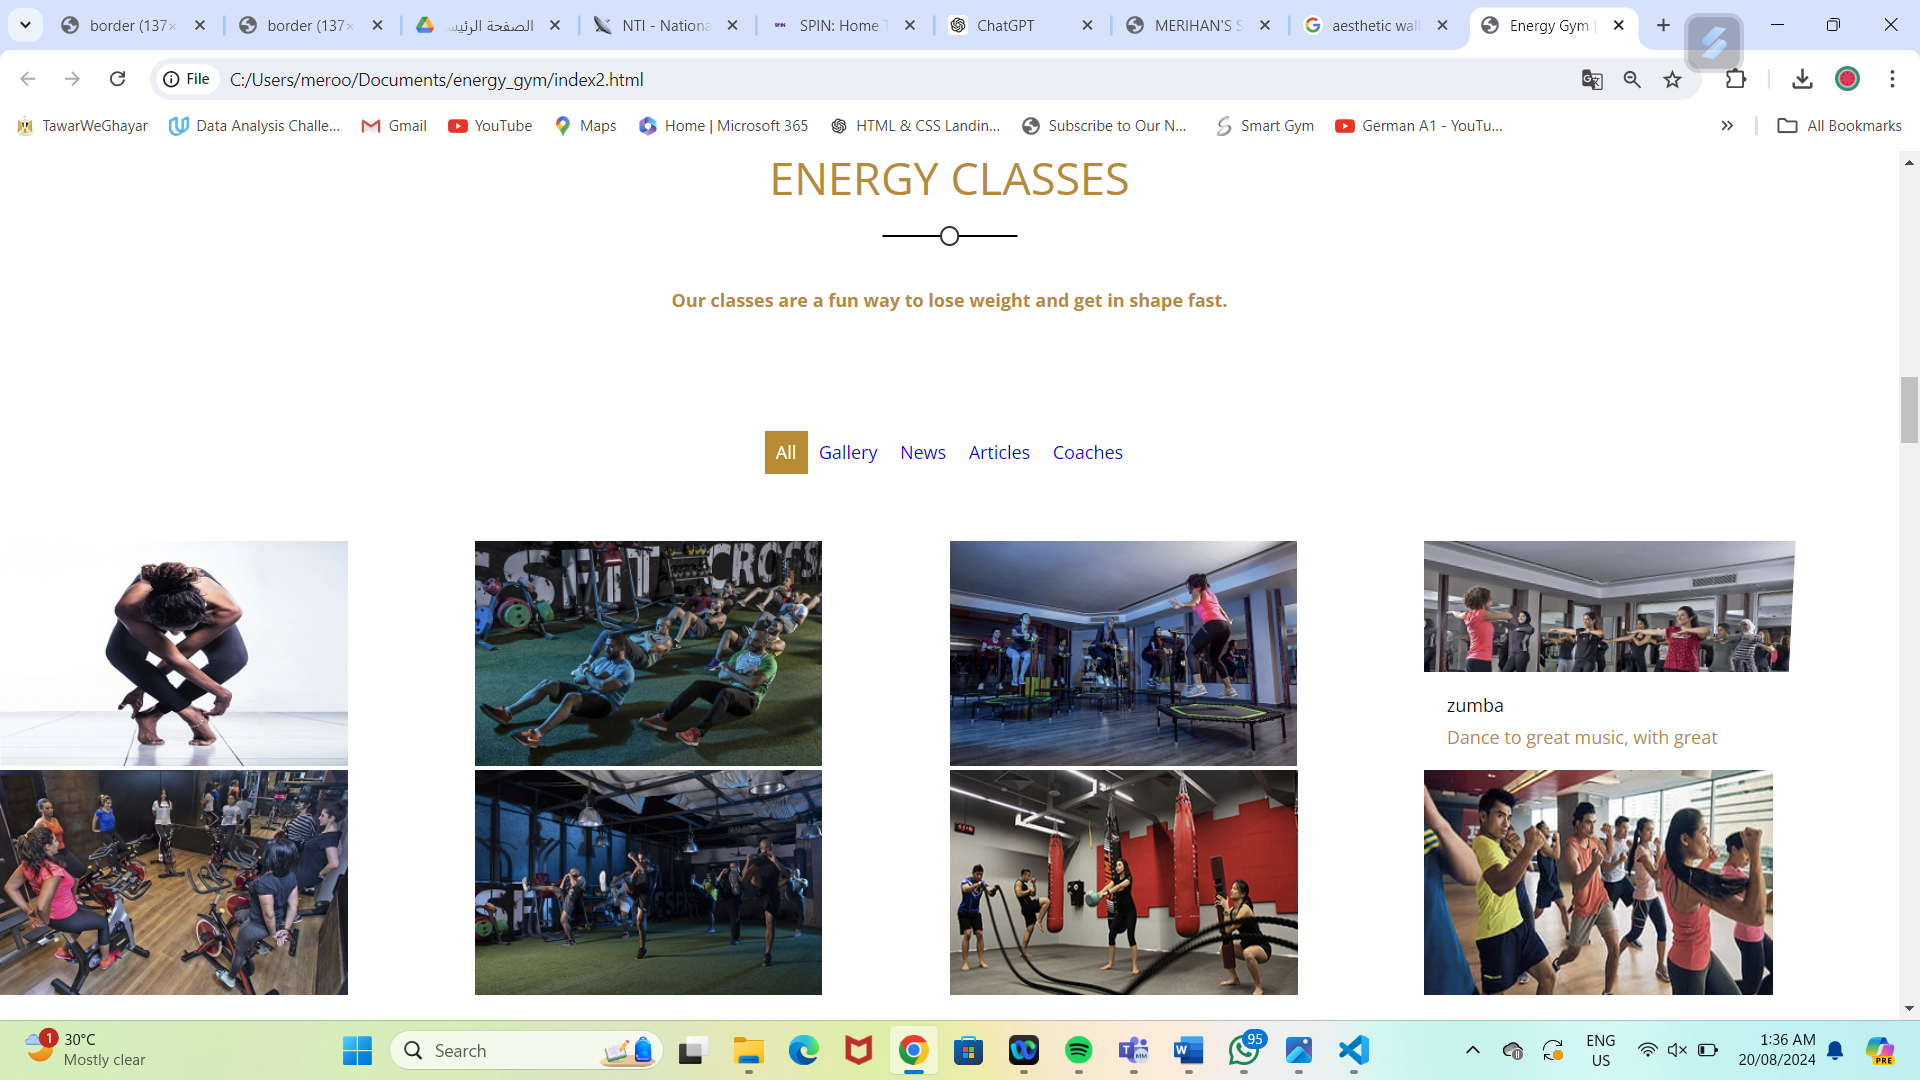 border (137×
border (137×
الصفحة الرئيس
NTI - Nationa
SPIN: Home T
ChatGPT
MERIHAN'S S
aesthetic wall
Energy Gym |
File
C:/Users/meroo/Documents/energy_gym/index2.html
TawarWeGhayar
Data Analysis Challe...
Gmail
YouTube
Maps
Home | Microsoft 365
HTML & CSS Landin...
Subscribe to Our N...
Smart Gym
German A1 - YouTu...
All Bookmarks
ENERGY CLASSES
Our classes are a fun way to lose weight and get in shape fast.
All Gallery News Articles Coaches
zumba
Dance to great music, with great
1
30°C
Mostly clear
Search
95
ENG
US
1:36 AM
20/08/2024
PRE